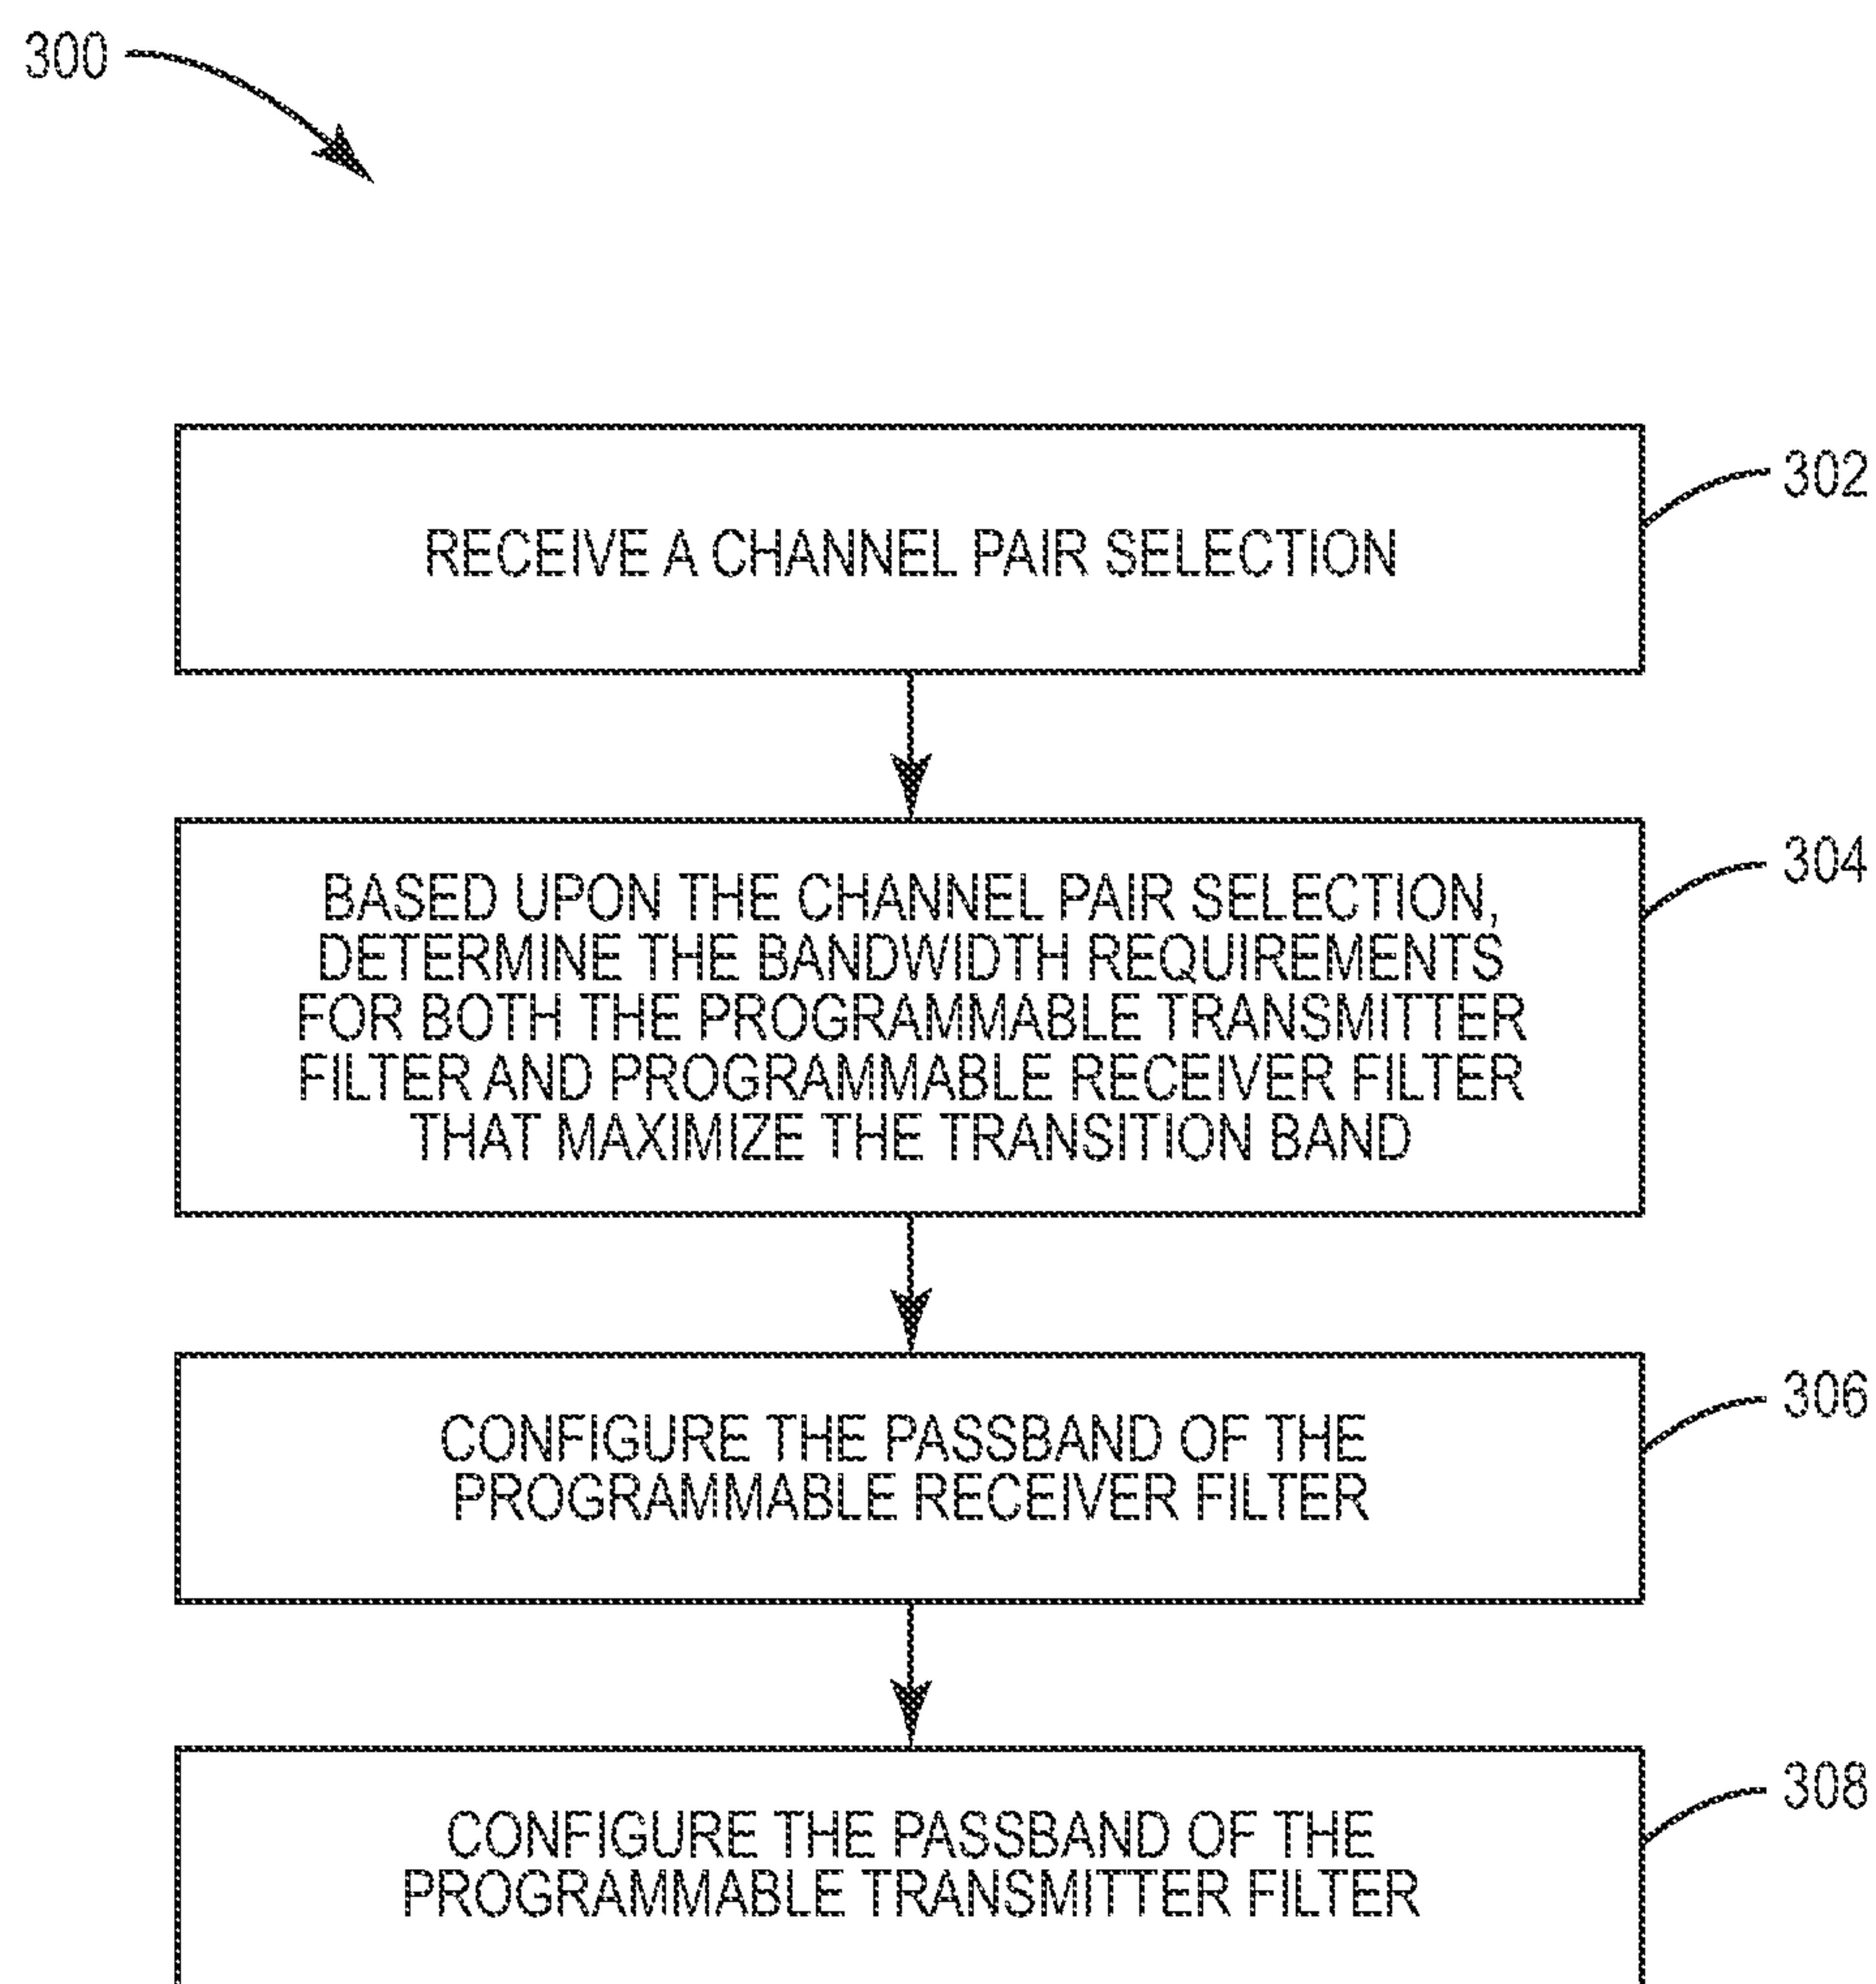 300
302
RECEIVE A CHANNEL PAIR SELECTION
304
BASED UPON THE CHANNEL PAIR SELECTION,
DETERMINE THE BANDWIDTH REQUIREMENTS
FOR BOTH THE PROGRAMMABLE TRANSMITTER
FILTER AND PROGRAMMABLE RECEIVER FILTER
THAT MAXIMIZE THE TRANSITION BAND
306
CONFIGURE THE PASSBAND OF THE
PROGRAMMABLE RECEIVER FILTER
308
CONFIGURE THE PASSBAND OF THE
PROGRAMMABLE TRANSMITTER FILTER